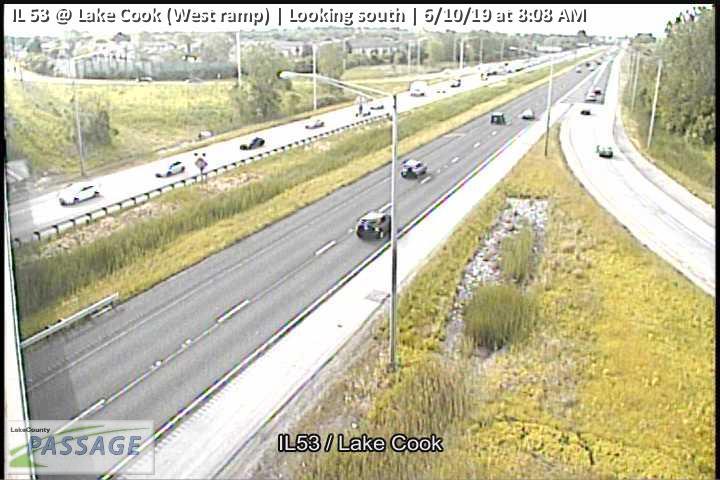 IL 53 @ Lake Cook (West ramp) | Looking south | 6/10/19 at 8:08 AM
IL53 / Lake Cook
LakeCounty
PASSAGE